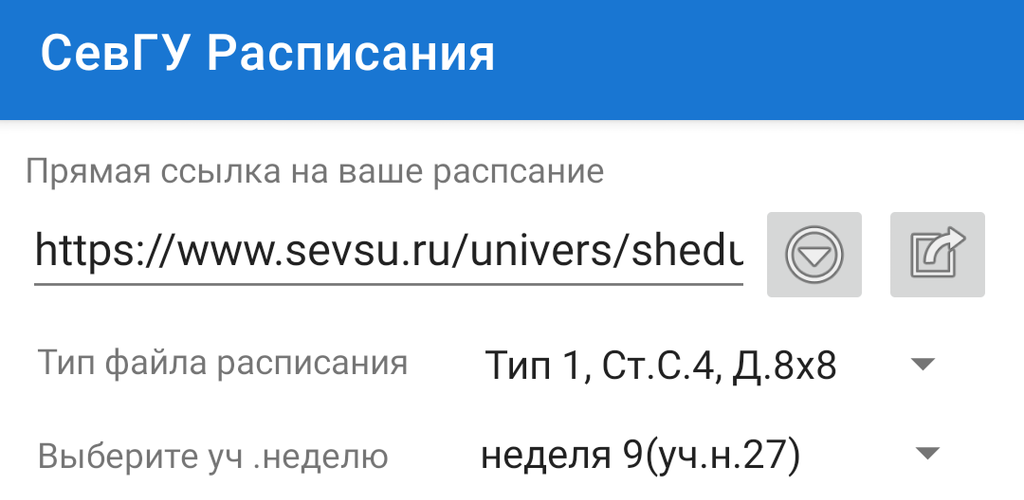 СевГУ Расписания
Прямая ссылка на ваше распсание
https://www.sevsu.ru/univers/shedu
Тип файла расписания Тип 1, Ст.С.4, Д.8х8
Выберите уч .неделю неделя 9(уч.н.27)